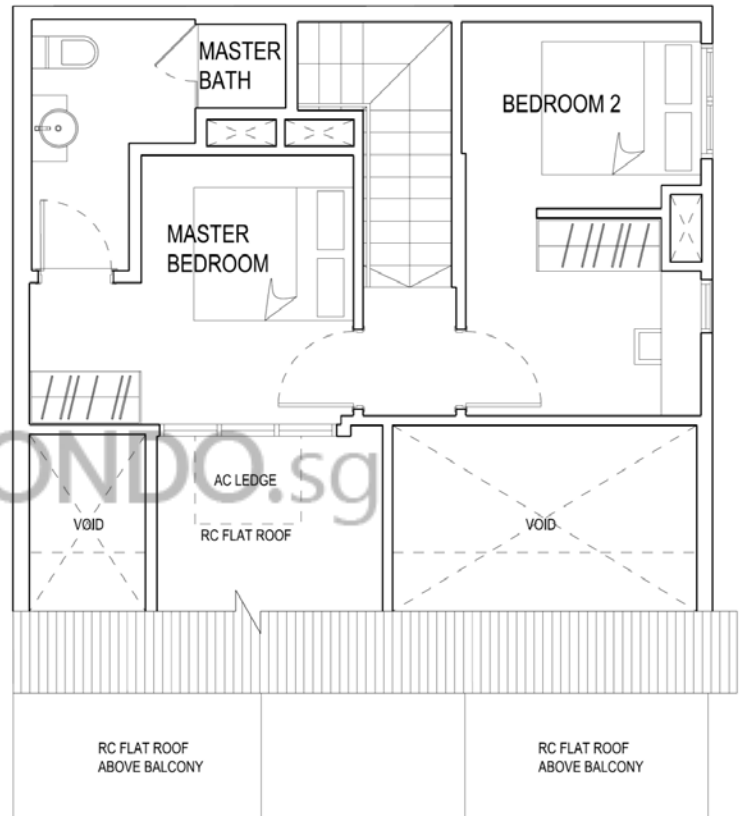 MASTER
BATH
BEDROOM 2
MASTER
BEDROOM
ONDO.sg
AC LEDGE
RC FLAT ROOF
VOID
VOID
RC FLAT ROOF
ABOVE BALCONY
RC FLAT ROOF
ABOVE BALCONY